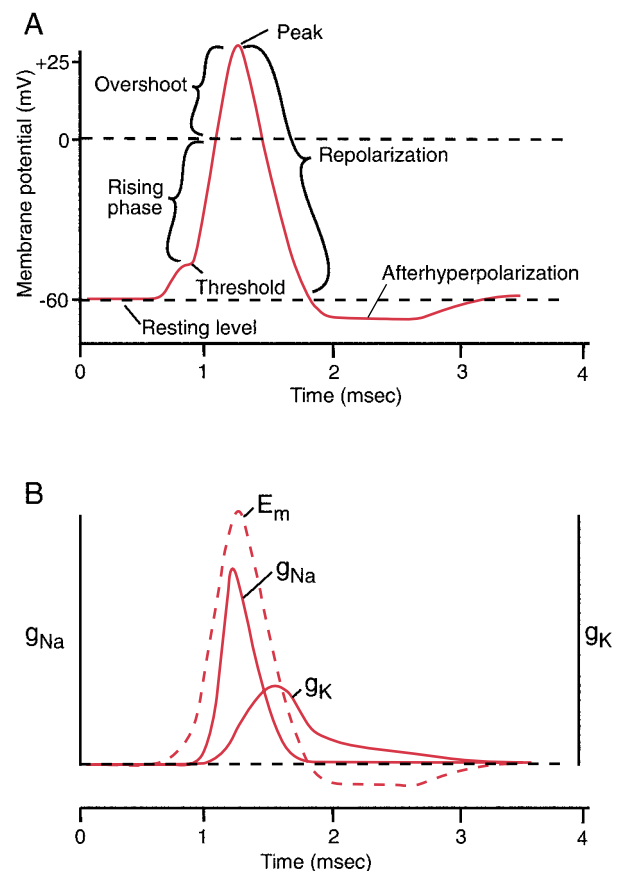 A
Peak
+25
Overshoot
0
Repolarization
Rising
phase
Membrane potential (mV)
Threshold
Afterhyperpolarization
-60
Resting level
0 1 2 3 4
Time (msec)
B
Em
gNa
gNa
gK
gK
0 1 2 3 4
Time (msec)